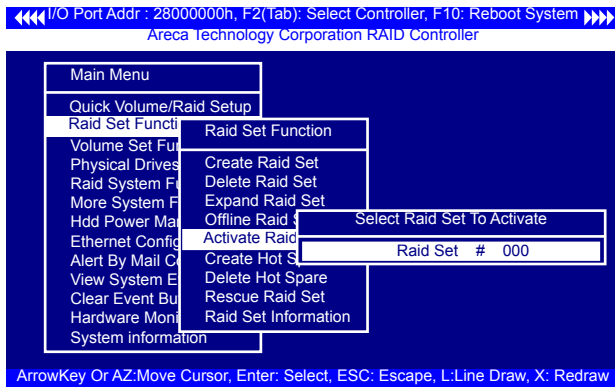 I/O Port Addr : 28000000h, F2(Tab): Select Controller, F10: Reboot System
Areca Technology Corporation RAID Controller
Main Menu
Quick Volume/Raid Setup
Raid Set Functi
Volume Set Fu
Physical Drives
Raid System F
More System F
Hdd Power Ma
Ethernet Config
Alert By Mail C
View System E
Clear Event Bu
Hardware Moni
System information
Raid Set Function
Create Raid Set
Delete Raid Set
Expand Raid Set
Offline Raid
Activate Raid
Create Hot S
Delete Hot Spare
Rescue Raid Set
Raid Set Information
Select Raid Set To Activate
Raid Set # 000
ArrowKey Or AZ:Move Cursor, Enter: Select, ESC: Escape, L:Line Draw, X: Redraw